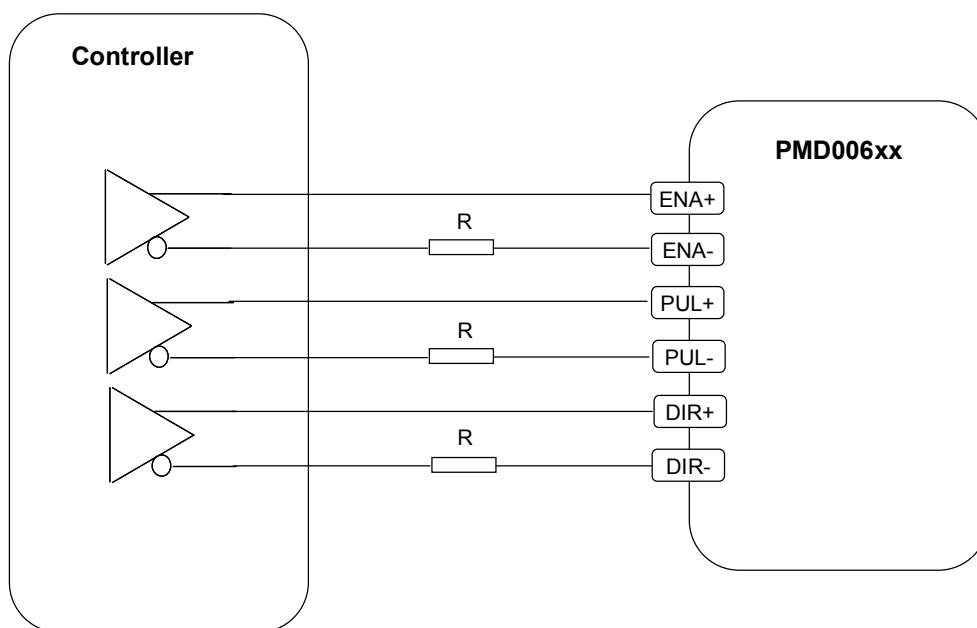 Controller
PMD006xx
ENA+
R
ENA-
PUL+
R
PUL-
DIR+
R
DIR-